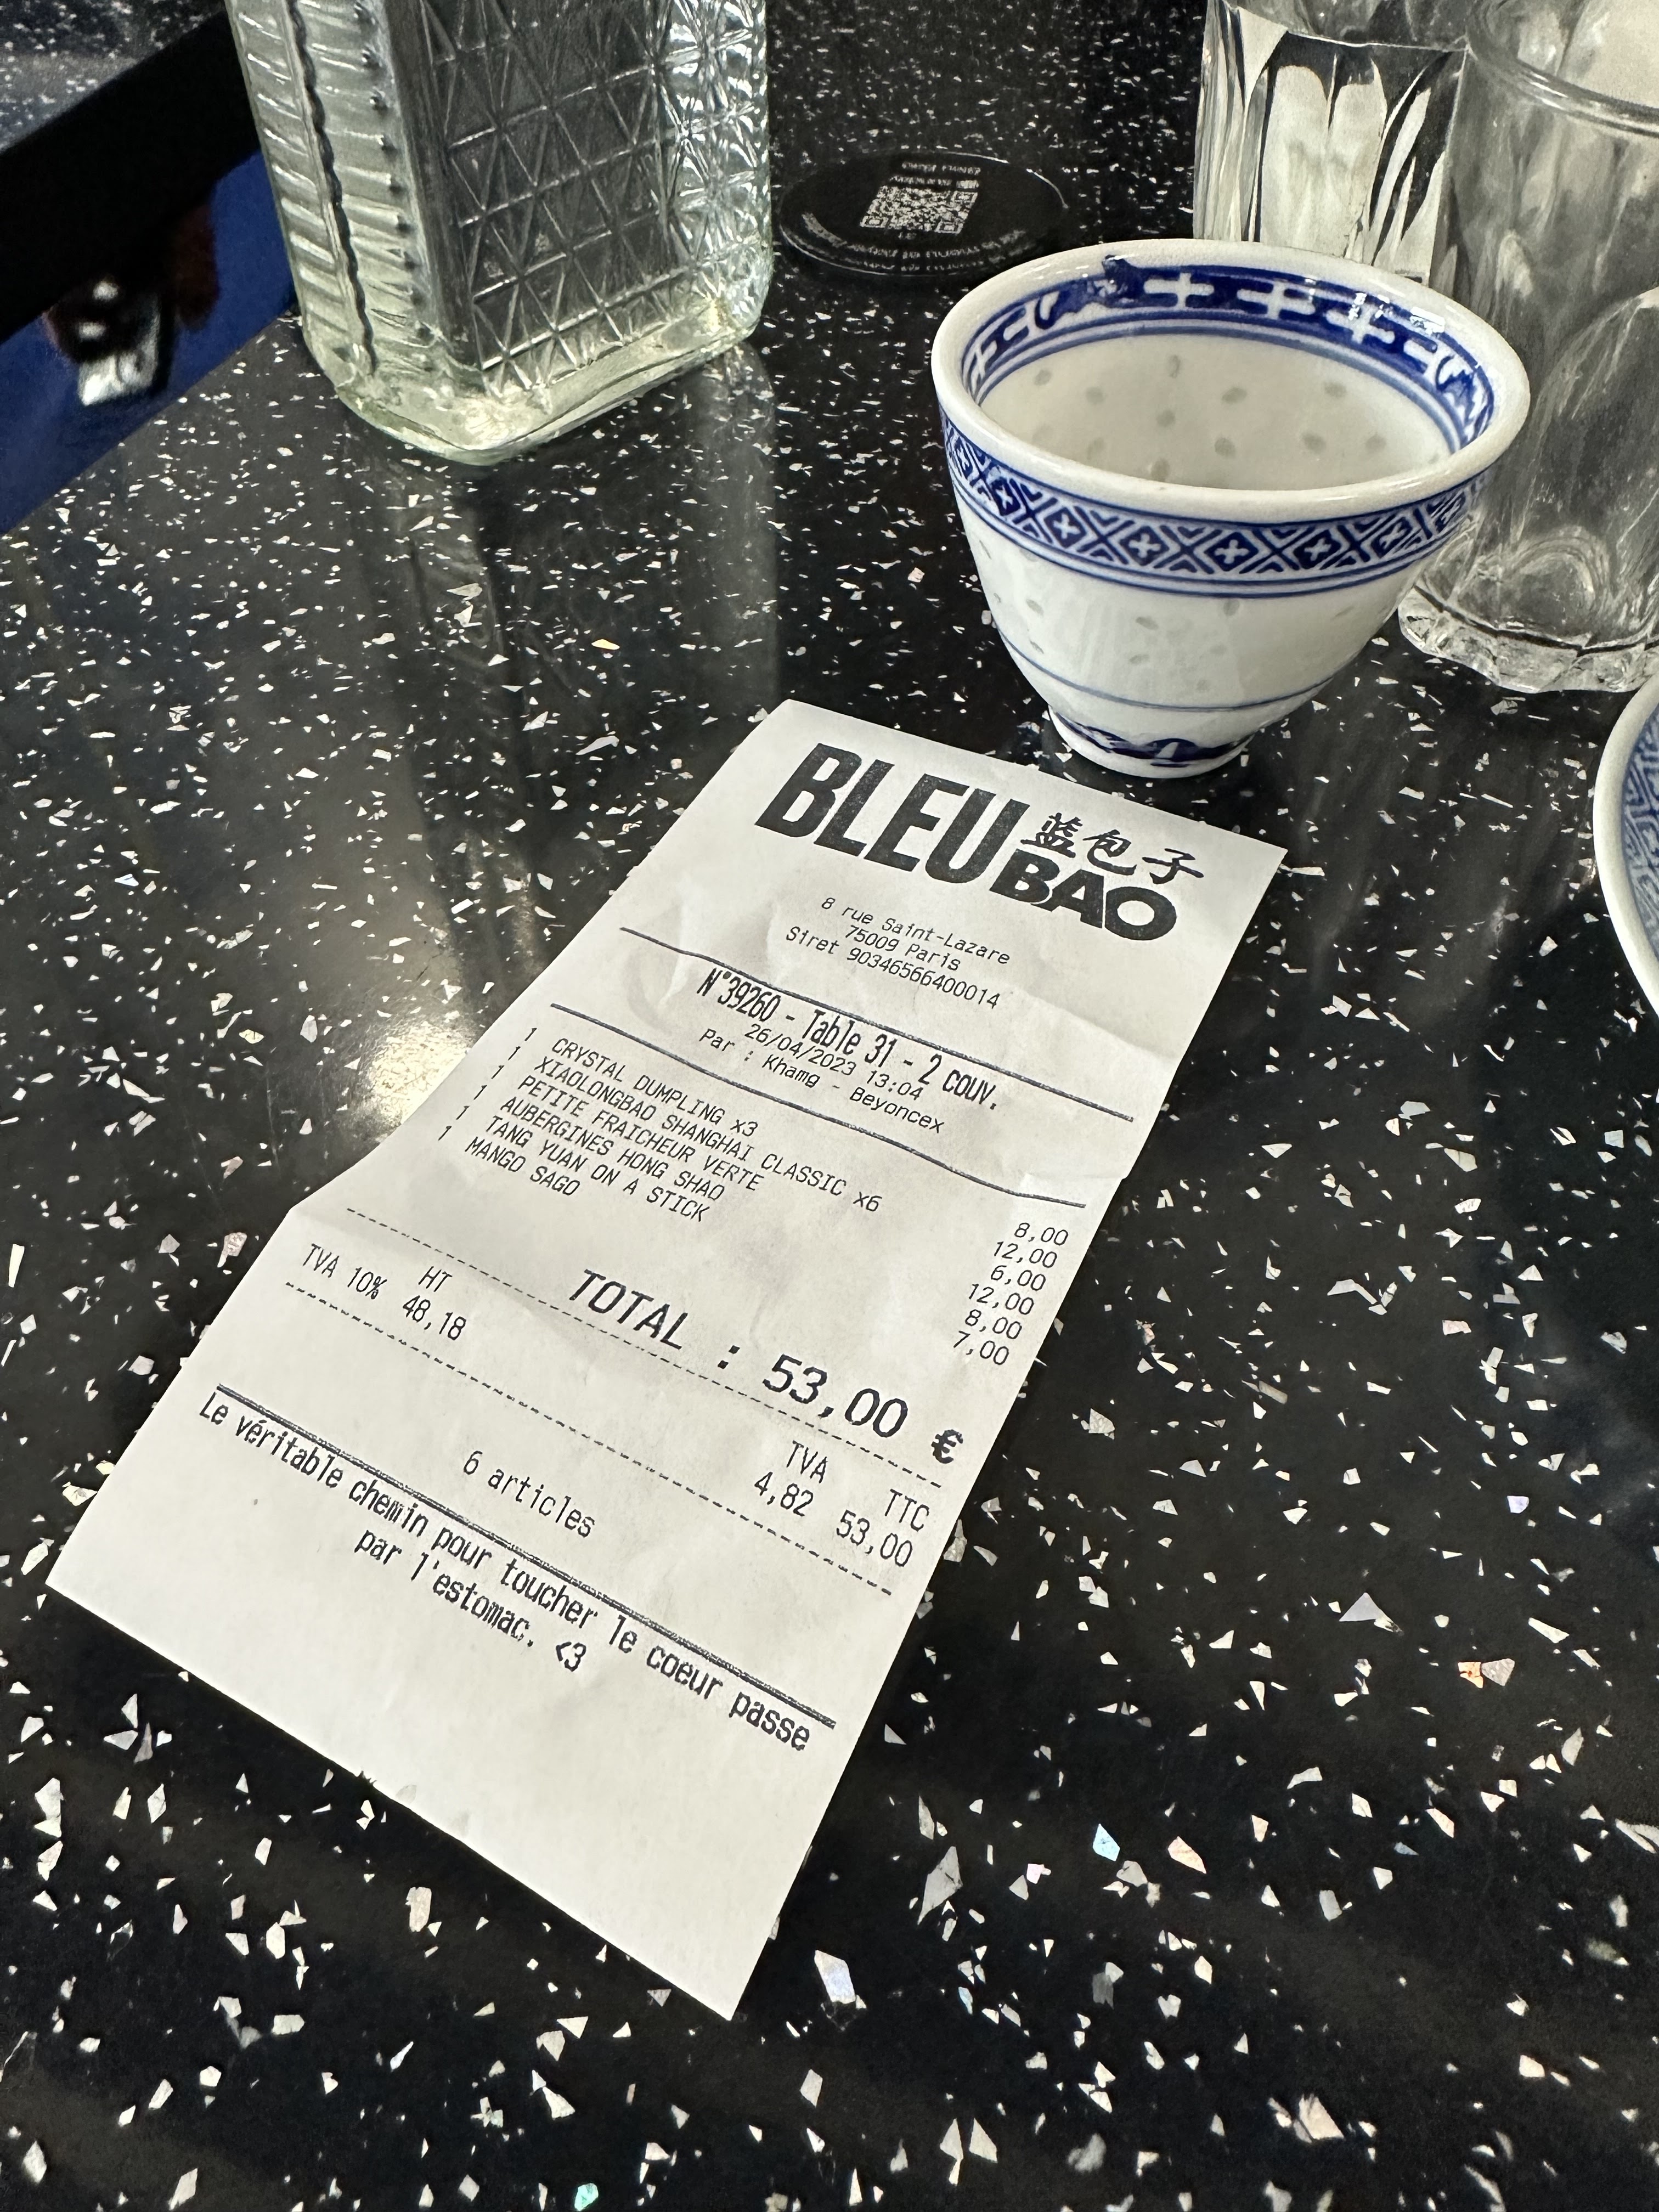 BLEU 蓝包子
BAO
8 rue Saint-Lazare
75009 Paris
Siret 90346566400014
N°39260 - Table 31 - 2 couv.
26/04/2023 13:04
Par : Khamg - Beyoncex
1 CRYSTAL DUMPLING x3 8,00
1 XIAOLONGBAO SHANGHAI CLASSIC x6 12,00
1 PETITE FRAICHEUR VERTE 6,00
1 AUBERGINES HONG SHAO 12,00
1 TANG YUAN ON A STICK 8,00
1 MANGO SAGO 7,00
TOTAL : 53,00 €
HT TVA TTC
TVA 10% 48,18 4,82 53,00
6 articles
Le véritable chemin pour toucher le coeur passe
par l'estomac. <3